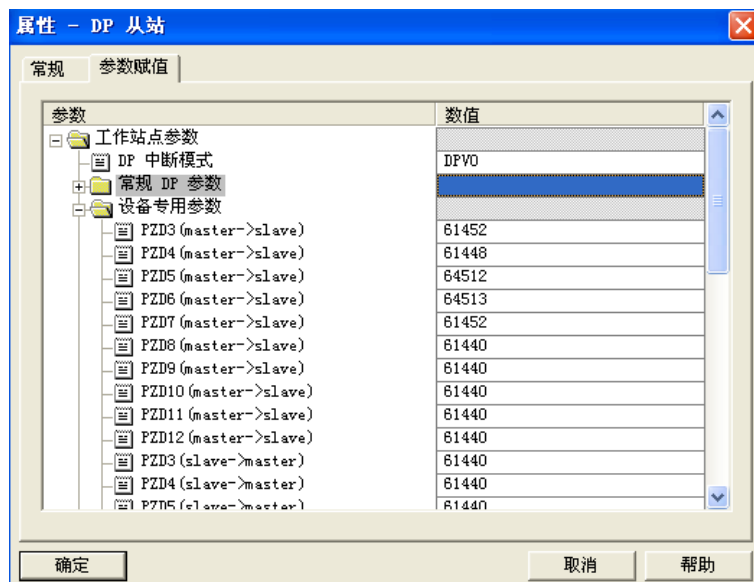 属性 - DP 从站
常规 参数赋值
参数 数值
工作站点参数
DP 中断模式 DPV0
常规 DP 参数
设备专用参数
PZD3(master->slave) 61452
PZD4(master->slave) 61448
PZD5(master->slave) 64512
PZD6(master->slave) 64513
PZD7(master->slave) 61452
PZD8(master->slave) 61440
PZD9(master->slave) 61440
PZD10(master->slave) 61440
PZD11(master->slave) 61440
PZD12(master->slave) 61440
PZD3(slave->master) 61440
PZD4(slave->master) 61440
PZD5(slave->master) 61440
确定 取消 帮助